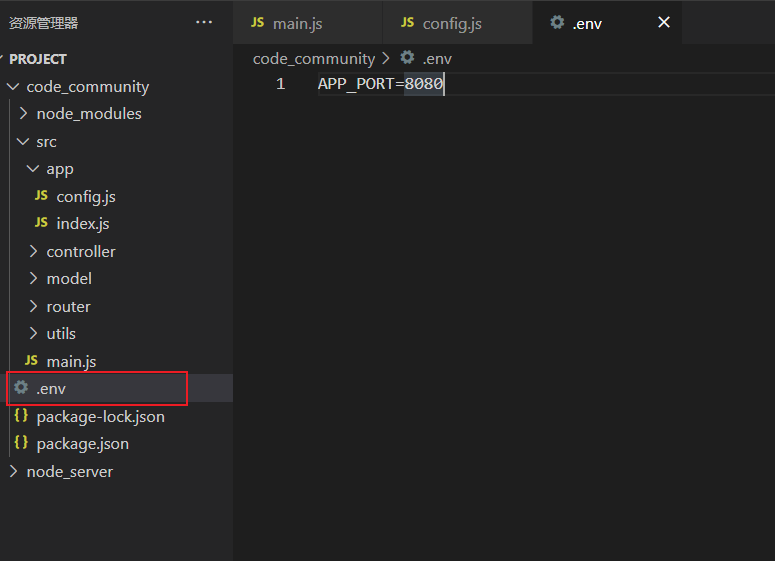 资源管理器 ···
JS main.js JS config.js .env
PROJECT
code_community > .env
code_community
1 APP_PORT=8080
node_modules
src
app
JS config.js
JS index.js
controller
model
router
utils
JS main.js
.env
{} package-lock.json
{} package.json
node_server